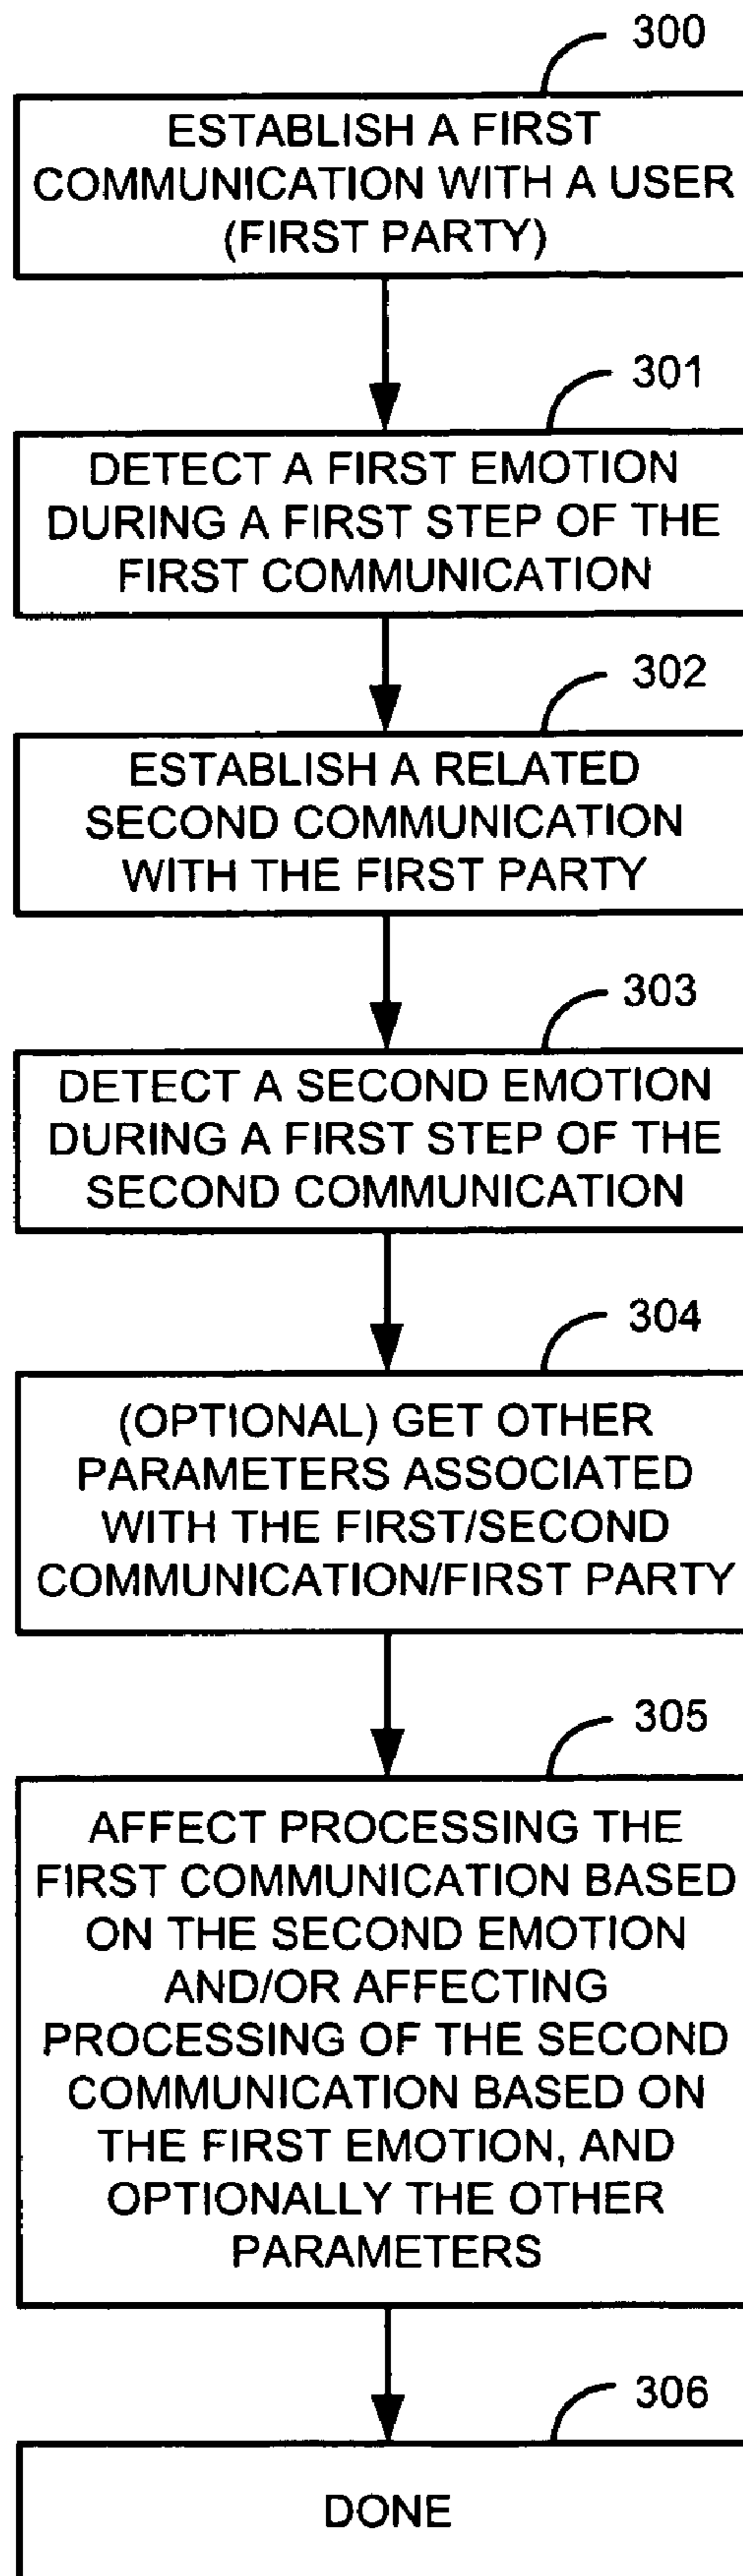 300
ESTABLISH A FIRST
COMMUNICATION WITH A USER
(FIRST PARTY)
301
DETECT A FIRST EMOTION
DURING A FIRST STEP OF THE
FIRST COMMUNICATION
302
ESTABLISH A RELATED
SECOND COMMUNICATION
WITH THE FIRST PARTY
303
DETECT A SECOND EMOTION
DURING A FIRST STEP OF THE
SECOND COMMUNICATION
304
(OPTIONAL) GET OTHER
PARAMETERS ASSOCIATED
WITH THE FIRST/SECOND
COMMUNICATION/FIRST PARTY
305
AFFECT PROCESSING THE
FIRST COMMUNICATION BASED
ON THE SECOND EMOTION
AND/OR AFFECTING
PROCESSING OF THE SECOND
COMMUNICATION BASED ON
THE FIRST EMOTION, AND
OPTIONALLY THE OTHER
PARAMETERS
306
DONE